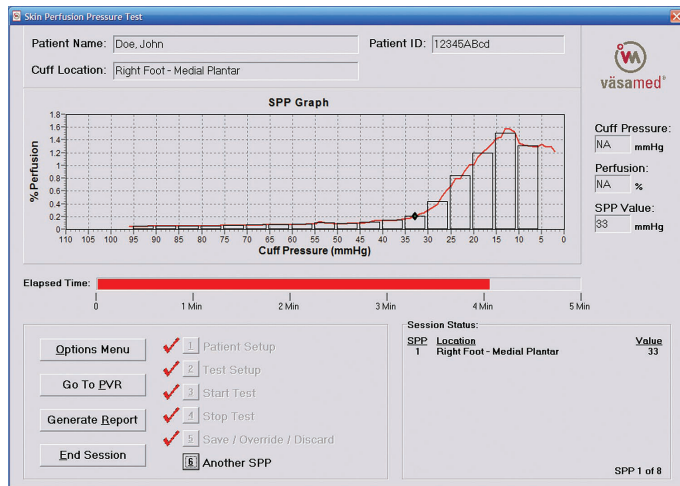 Skin Perfusion Pressure Test
Patient Name: Doe, John Patient ID: 12345ABcd
Cuff Location: Right Foot - Medial Plantar
väsamed®
SPP Graph
% Perfusion
1.8
1.6
1.4
1.2
1
0.8
0.6
0.4
0.2
0
110 105 100 95 90 85 80 75 70 65 60 55 50 45 40 35 30 25 20 15 10 5 0
Cuff Pressure (mmHg)
Cuff Pressure:
NA mmHg
Perfusion:
NA %
SPP Value:
33 mmHg
Elapsed Time:
0 1 Min 2 Min 3 Min 4 Min 5 Min
Options Menu
Go To PVR
Generate Report
End Session
1 Patient Setup
2 Test Setup
3 Start Test
4 Stop Test
5 Save / Override / Discard
6 Another SPP
Session Status:
SPP Location Value
1 Right Foot - Medial Plantar 33
SPP 1 of 8